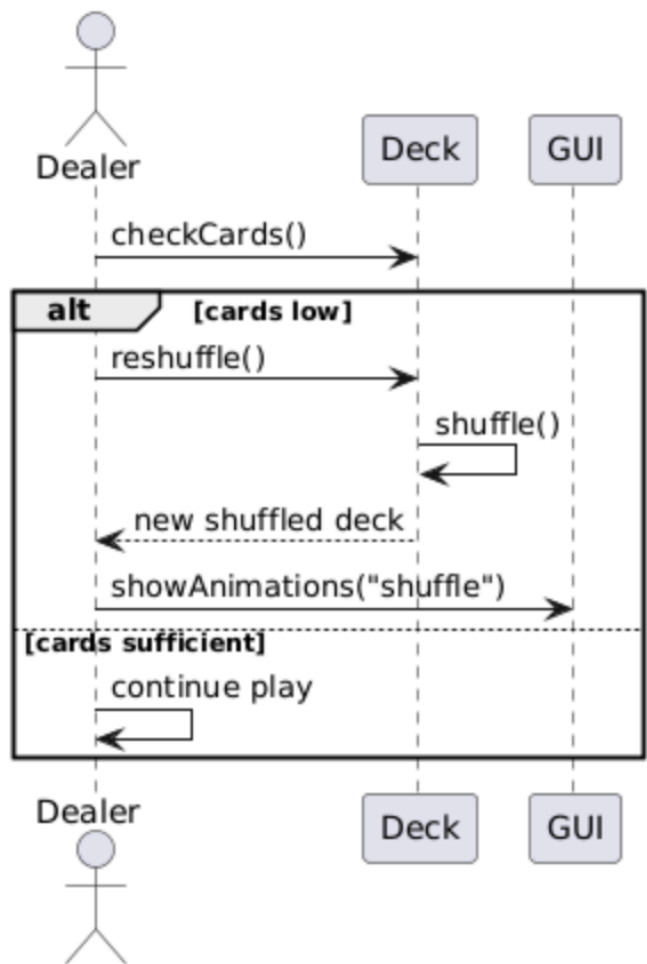 Dealer
Deck
GUI
checkCards()
alt
[cards low]
reshuffle()
shuffle()
new shuffled deck
showAnimations("shuffle")
[cards sufficient]
continue play
Dealer
Deck
GUI